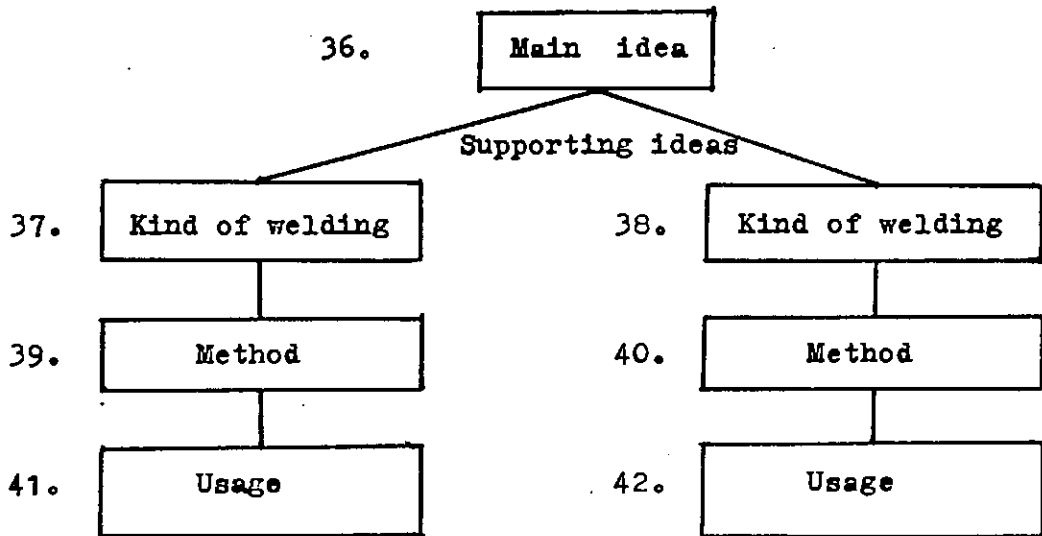 36. Main idea
Supporting ideas
37. Kind of welding 38. Kind of welding
39. Method 40. Method
41. Usage 42. Usage